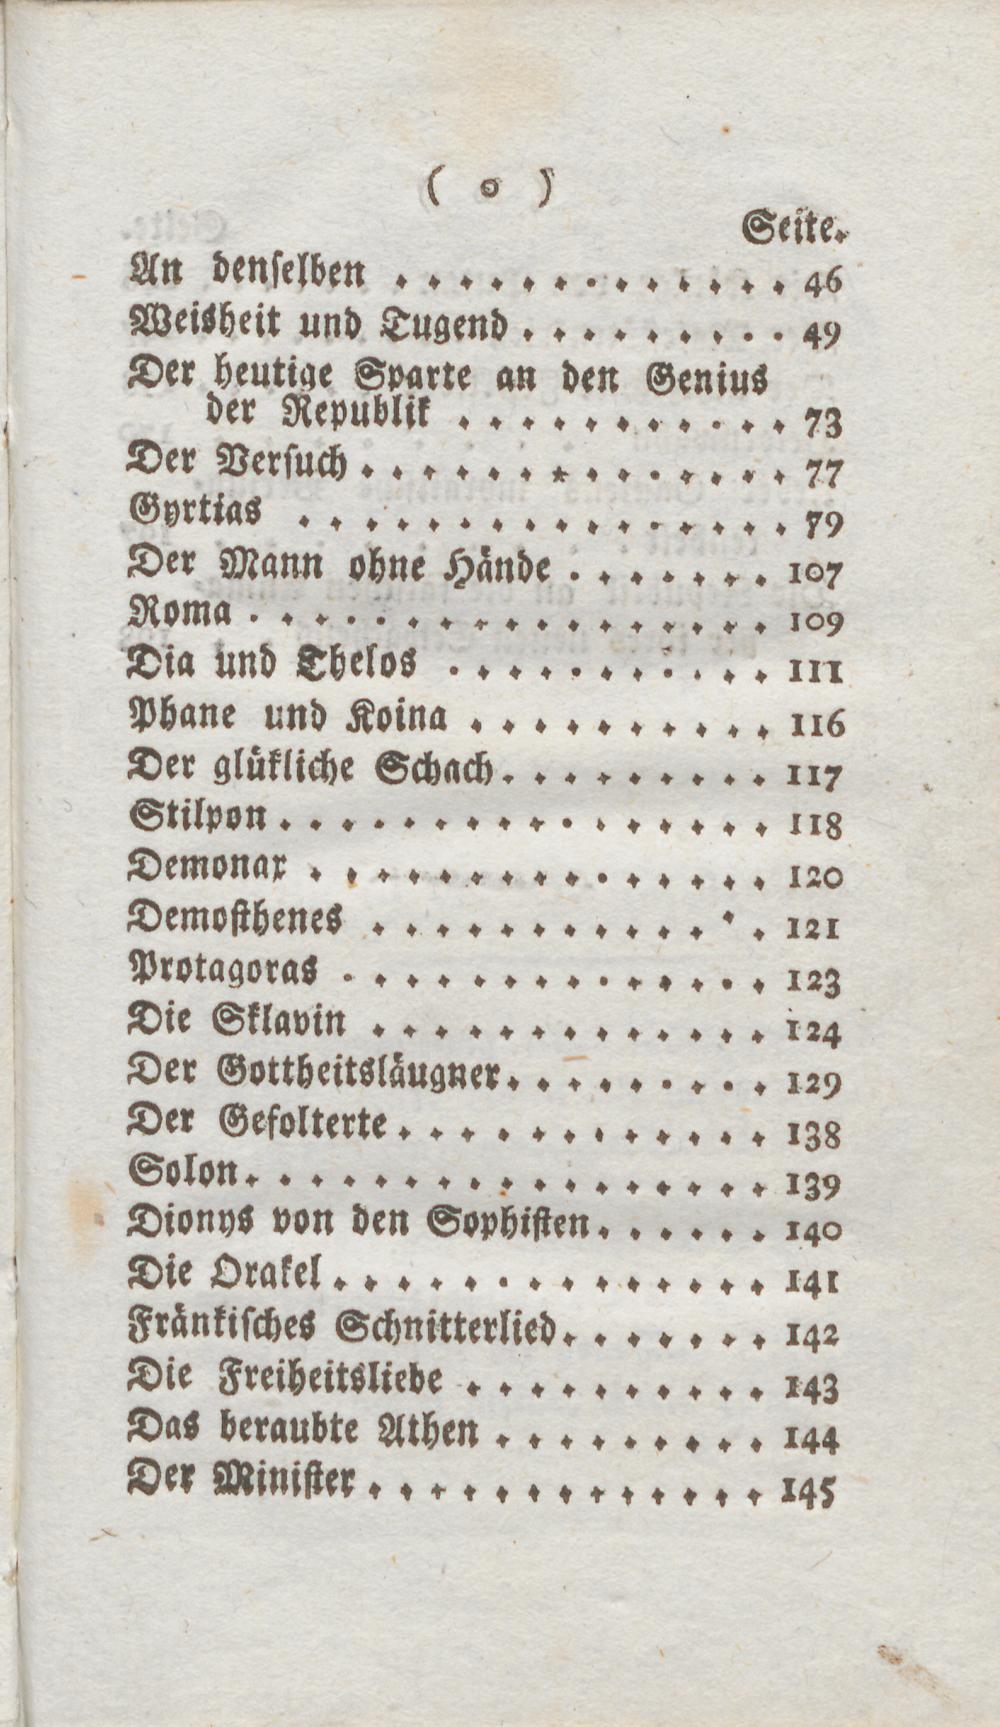 ( o )
Seite.
An denselben . . . . . . . . . . . . . 46
Weisheit und Tugend . . . . . . . . . 49
Der heutige Sparte an den Genius
der Republik . . . . . . . . . . . 73
Der Versuch . . . . . . . . . . . . . . 77
Gyrtias . . . . . . . . . . . . . . . . 79
Der Mann ohne Hände . . . . . . . 107
Roma . . . . . . . . . . . . . . . . . 109
Dia und Thelos . . . . . . . . . . . 111
Phane und Koina . . . . . . . . . . 116
Der glükliche Schach . . . . . . . . . 117
Stilpon . . . . . . . . . . . . . . . . 118
Demonax . . . . . . . . . . . . . . . 120
Demosthenes . . . . . . . . . . . . . 121
Protagoras . . . . . . . . . . . . . . 123
Die Sklavin . . . . . . . . . . . . . 124
Der Gottheitsläugner . . . . . . . . . 129
Der Gefolterte . . . . . . . . . . . . 138
Solon . . . . . . . . . . . . . . . . . 139
Dionys von den Sophisten . . . . . . 140
Die Orakel . . . . . . . . . . . . . . 141
Fränkisches Schnitterlied . . . . . . . 142
Die Freiheitsliebe . . . . . . . . . . 143
Das beraubte Athen . . . . . . . . . 144
Der Minister . . . . . . . . . . . . . 145